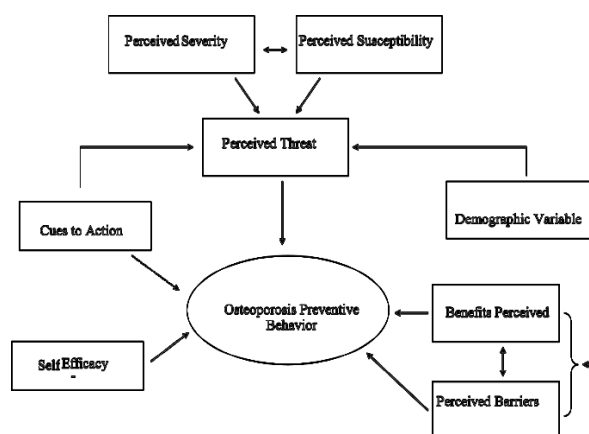 Perceived Severity
Perceived Susceptibility
Perceived Threat
Cues to Action
Demographic Variable
Osteoporosis Preventive
Behavior
Benefits Perceived
Self Efficacy
Perceived Barriers